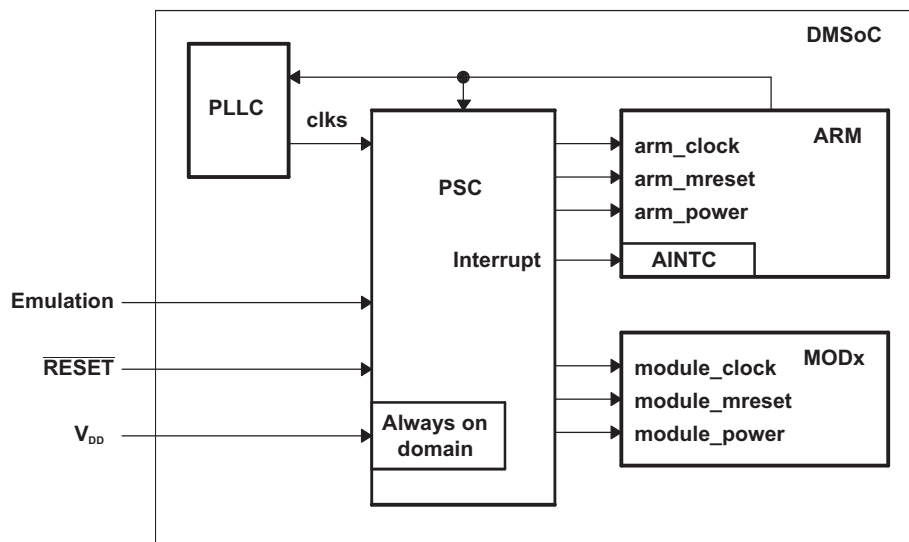 DMSoC
PLLC
clks
PSC
ARM
arm_clock
arm_mreset
arm_power
Interrupt
AINTC
Emulation
RESET
MODx
module_clock
module_mreset
module_power
Always on
domain
VDD